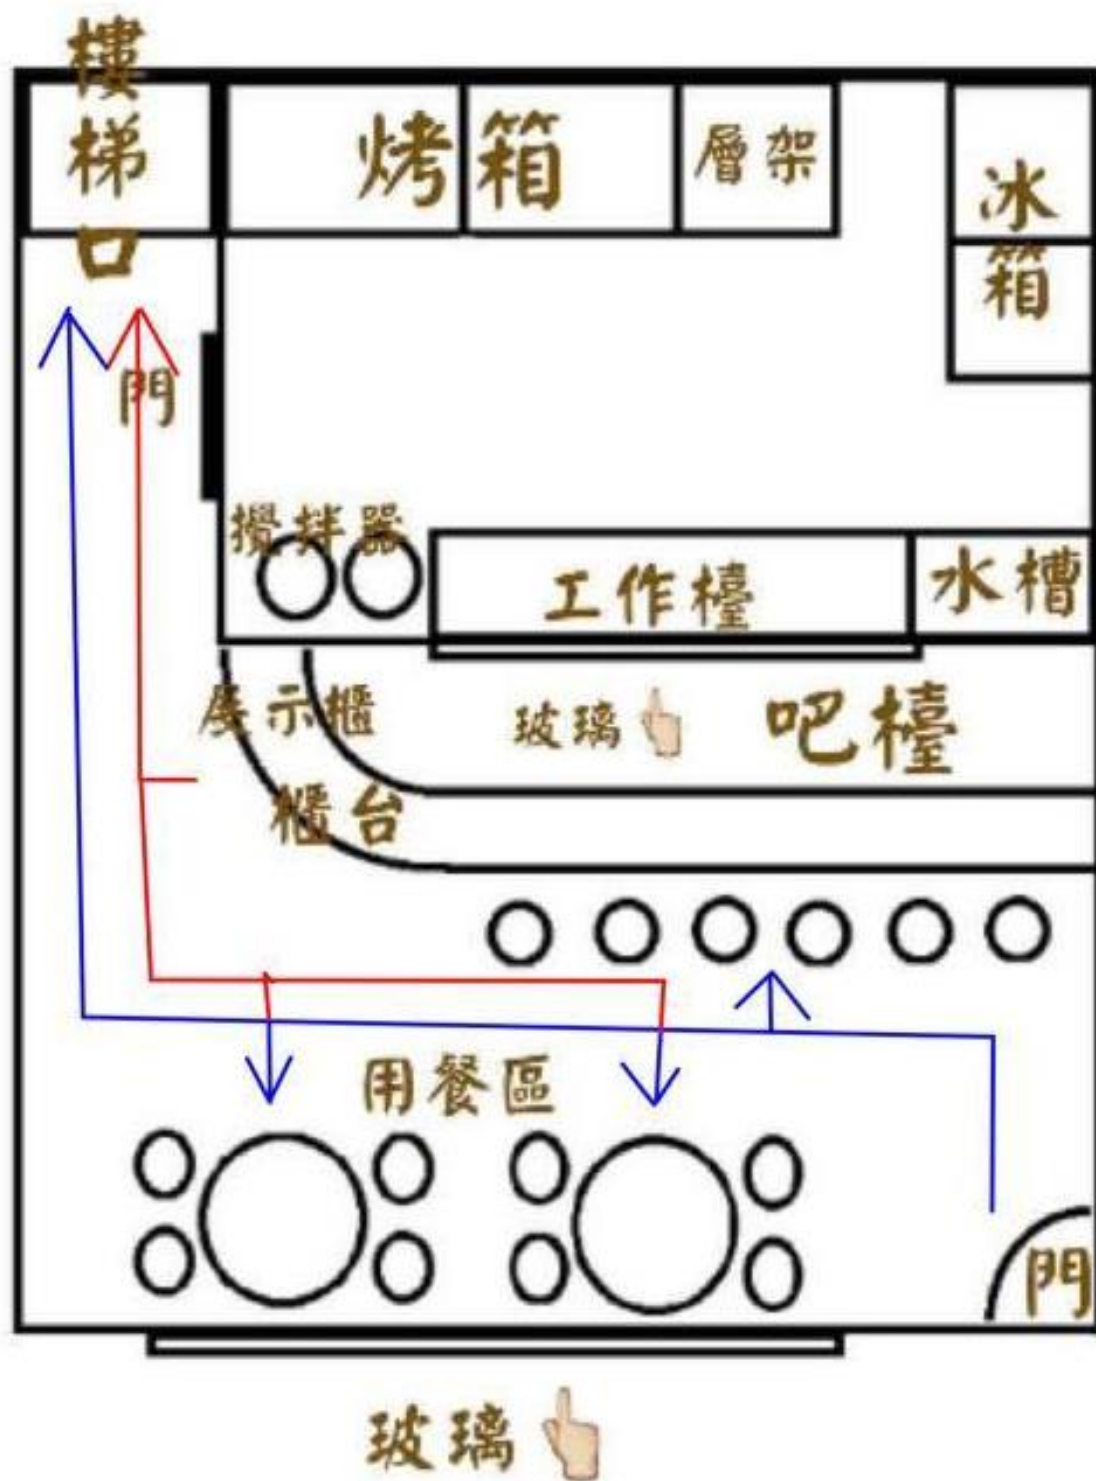 樓梯口
烤箱
層架
冰箱
門
攪拌器
工作檯
水槽
展示櫃
玻璃
吧檯
櫃台
用餐區
門
玻璃